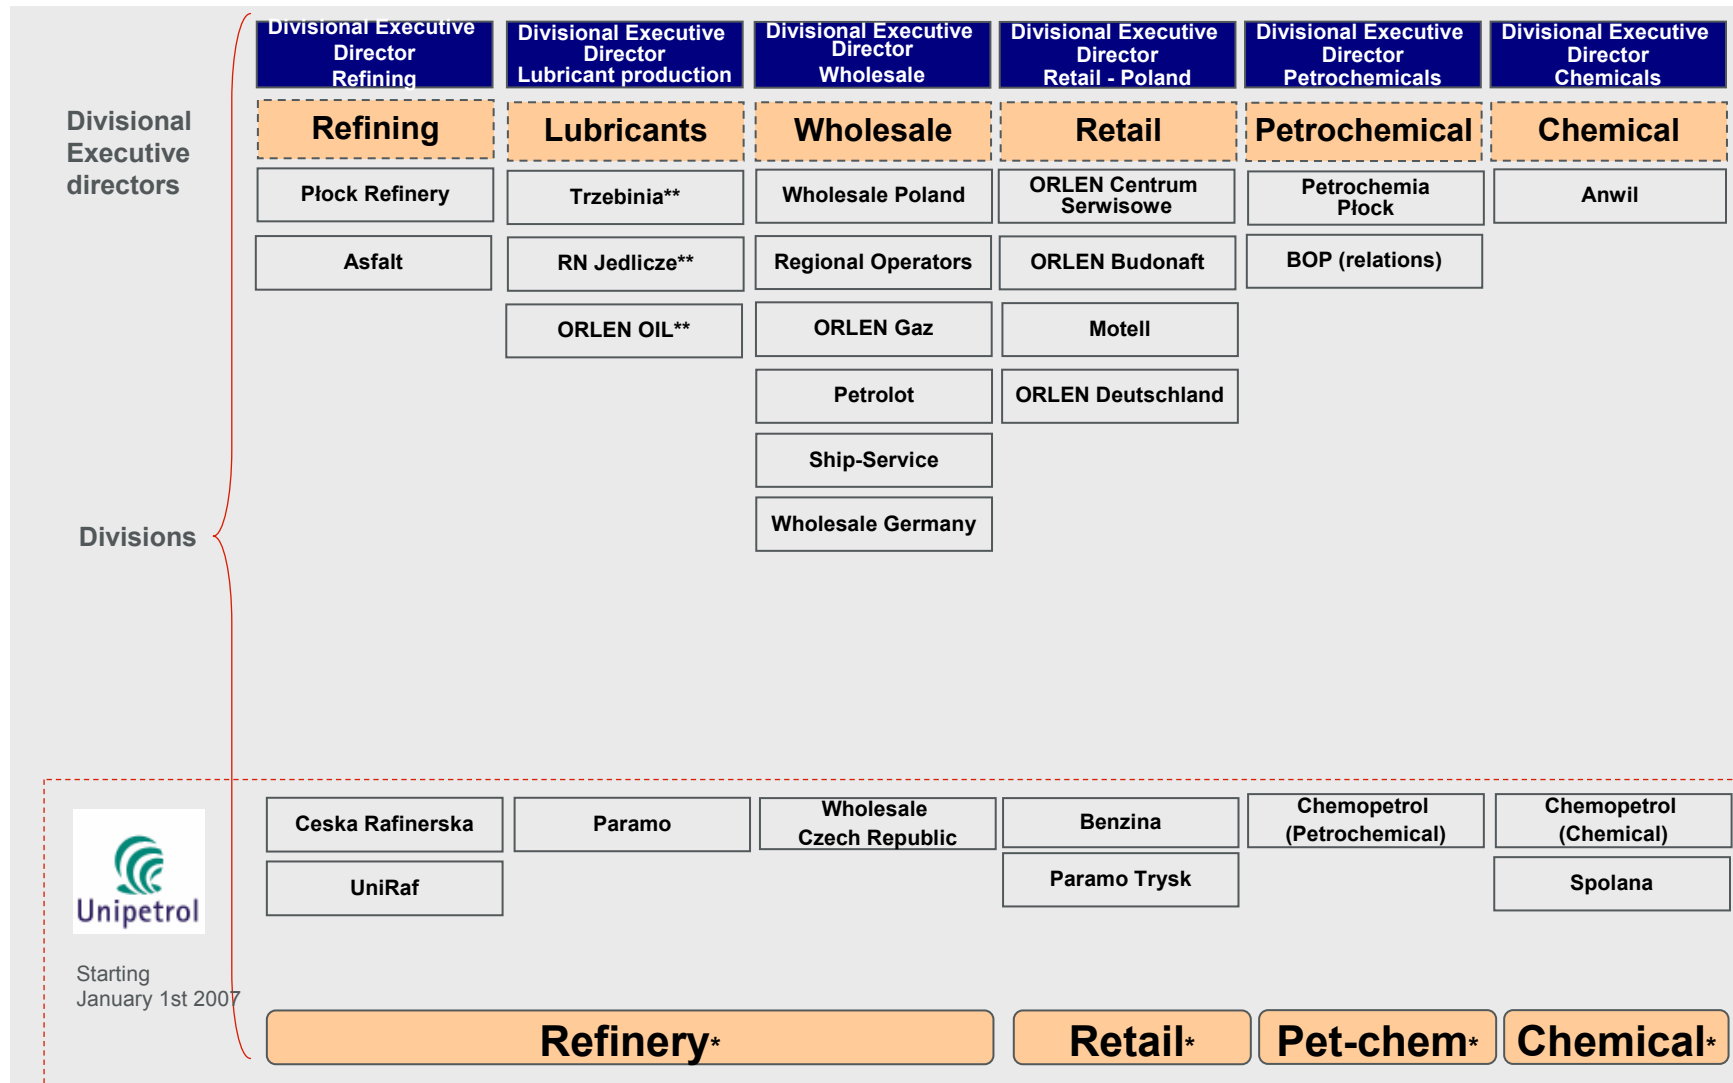 Divisional Executive
Director
Refining
Divisional Executive
Director
Lubricant production
Divisional Executive
Director
Wholesale
Divisional Executive
Director
Retail - Poland
Divisional Executive
Director
Petrochemicals
Divisional Executive
Director
Chemicals
Divisional
Executive
directors
Refining
Lubricants
Wholesale
Retail
Petrochemical
Chemical
Płock Refinery
Trzebinia**
Wholesale Poland
ORLEN Centrum
Serwisowe
Petrochemia
Płock
Anwil
Asfalt
RN Jedlicze**
Regional Operators
ORLEN Budonaft
BOP (relations)
ORLEN OIL**
ORLEN Gaz
Motell
Petrolot
ORLEN Deutschland
Ship-Service
Wholesale Germany
Divisions
Unipetrol
Starting
January 1st 2007
Ceska Rafinerska
Paramo
Wholesale
Czech Republic
Benzina
Chemopetrol
(Petrochemical)
Chemopetrol
(Chemical)
UniRaf
Paramo Trysk
Spolana
Refinery*
Retail*
Pet-chem*
Chemical*